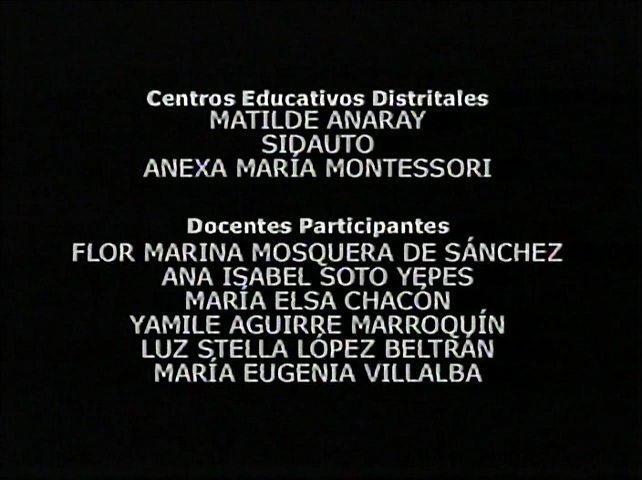 Centros Educativos Distritales
MATILDE ANARAY
SIDAUTO
ANEXA MARÍA MONTESSORI
Docentes Participantes
FLOR MARINA MOSQUERA DE SÁNCHEZ
ANA ISABEL SOTO YEPES
MARÍA ELSA CHACÓN
YAMILE AGUIRRE MARROQUÍN
LUZ STELLA LÓPEZ BELTRÁN
MARÍA EUGENIA VILLALBA